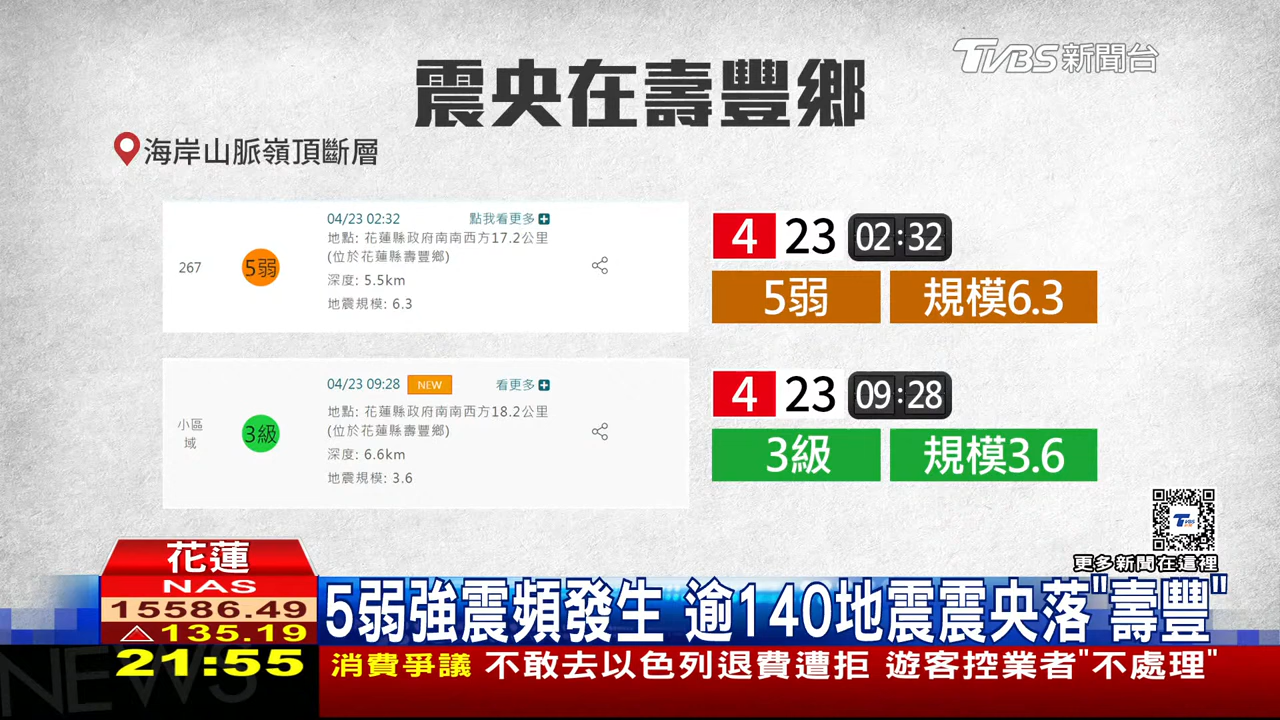 TVBS新聞台
震央在壽豐鄉
海岸山脈嶺頂斷層
267
5弱
04/23 02:32
點我看更多
地點: 花蓮縣政府南南西方17.2公里
(位於花蓮縣壽豐鄉)
深度: 5.5km
地震規模: 6.3
4 23 02:32
5弱 規模6.3
小區域
3級
04/23 09:28 NEW
看更多
地點: 花蓮縣政府南南西方18.2公里
(位於花蓮縣壽豐鄉)
深度: 6.6km
地震規模: 3.6
4 23 09:28
3級 規模3.6
TVBS
更多新聞在這裡
花蓮
NAS
15586.49
135.19
21:55
5弱強震頻發生 逾140地震震央落"壽豐"
消費爭議 不敢去以色列退費遭拒 遊客控業者"不處理"
NEWS